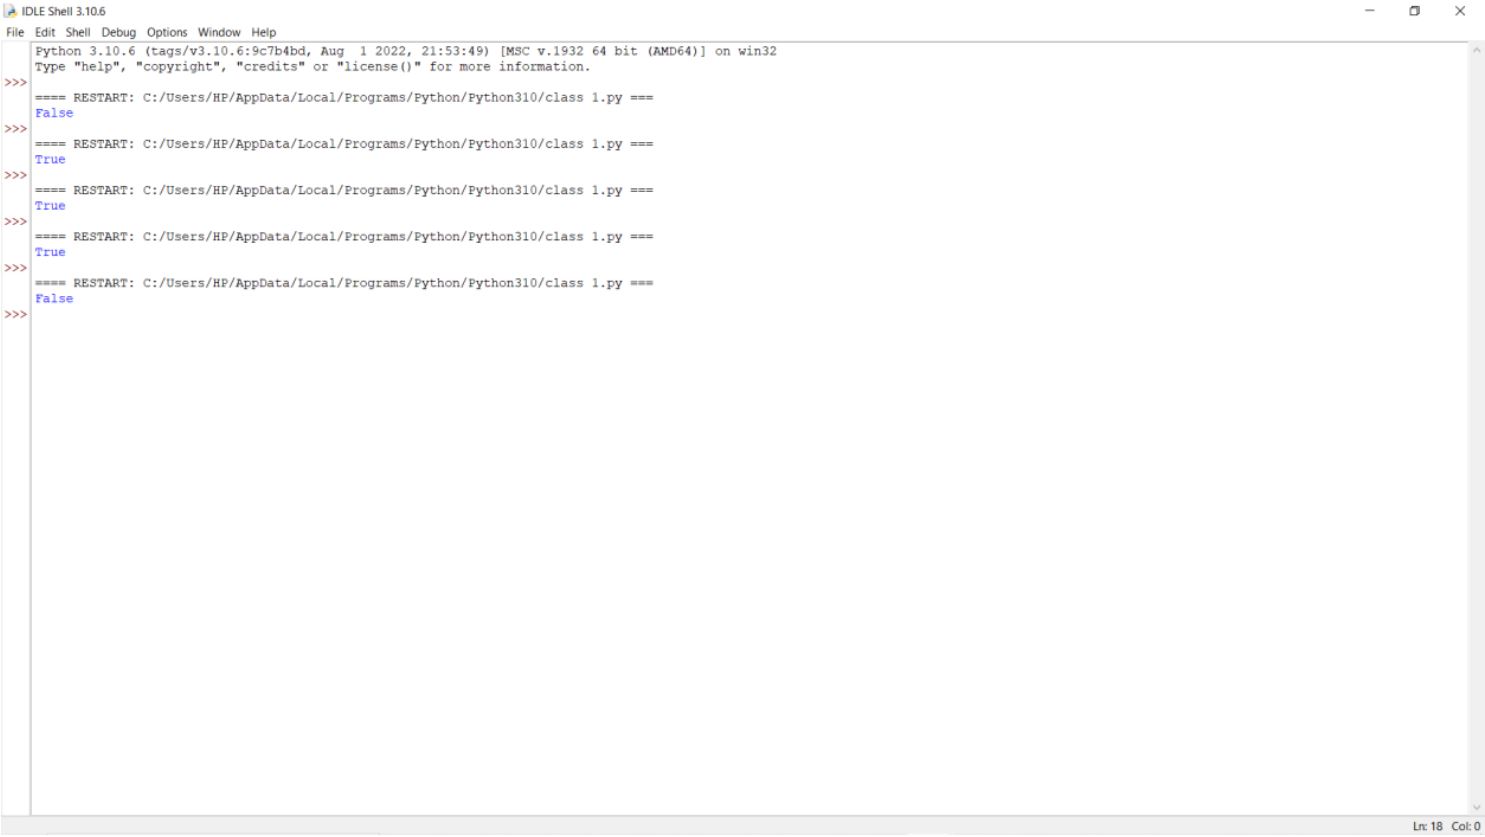 IDLE Shell 3.10.6
File Edit Shell Debug Options Window Help
Python 3.10.6 (tags/v3.10.6:9c7b4bd, Aug  1 2022, 21:53:49) [MSC v.1932 64 bit (AMD64)] on win32
Type "help", "copyright", "credits" or "license()" for more information.
>>>
==== RESTART: C:/Users/HP/AppData/Local/Programs/Python/Python310/class 1.py ===
False
>>>
==== RESTART: C:/Users/HP/AppData/Local/Programs/Python/Python310/class 1.py ===
True
>>>
==== RESTART: C:/Users/HP/AppData/Local/Programs/Python/Python310/class 1.py ===
True
>>>
==== RESTART: C:/Users/HP/AppData/Local/Programs/Python/Python310/class 1.py ===
True
>>>
==== RESTART: C:/Users/HP/AppData/Local/Programs/Python/Python310/class 1.py ===
False
>>>
Ln: 18 Col: 0